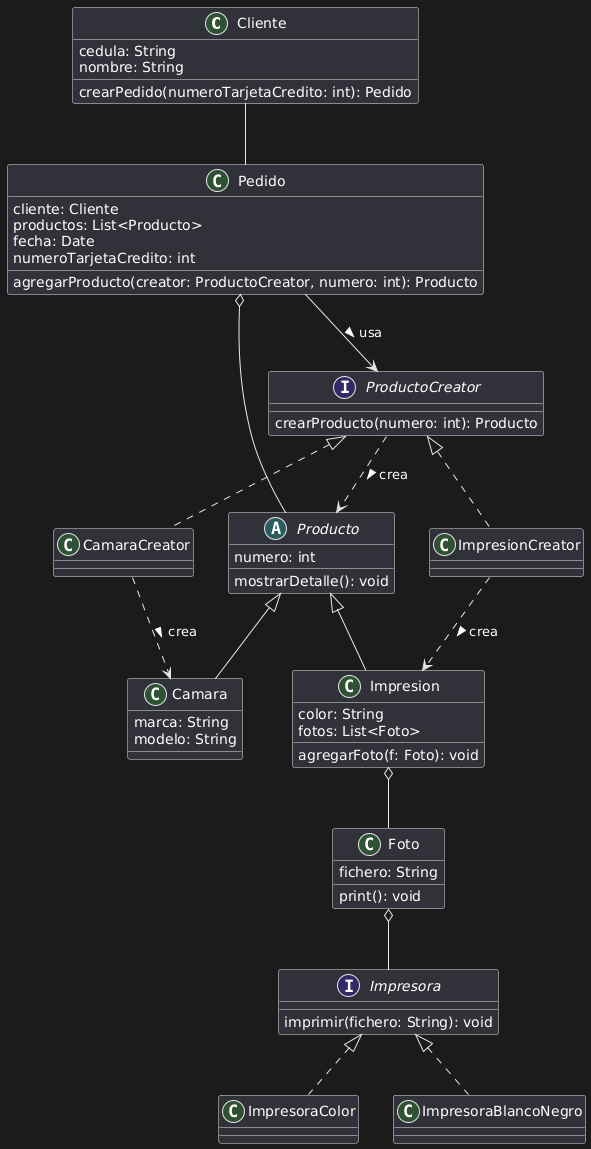 C Cliente
cedula: String
nombre: String
crearPedido(numeroTarjetaCredito: int): Pedido
C Pedido
cliente: Cliente
productos: List<Producto>
fecha: Date
numeroTarjetaCredito: int
agregarProducto(creator: ProductoCreator, numero: int): Producto
usa
I ProductoCreator
crearProducto(numero: int): Producto
crea
C CamaraCreator
A Producto
numero: int
mostrarDetalle(): void
C ImpresionCreator
crea
crea
C Camara
marca: String
modelo: String
C Impresion
color: String
fotos: List<Foto>
agregarFoto(f: Foto): void
C Foto
fichero: String
print(): void
I Impresora
imprimir(fichero: String): void
C ImpresoraColor
C ImpresoraBlancoNegro